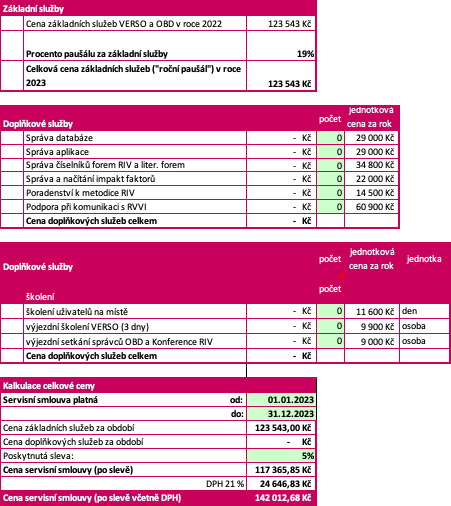 Základní služby
Cena základních služeb VERSO a OBD v roce 2022 123 543 Kč
Procento paušálu za základní služby 19%
Celková cena základních služeb ("roční paušál") v roce
2023 123 543 Kč
Doplňkové služby počet jednotková
cena za rok
Správa databáze - Kč 0 29 000 Kč
Správa aplikace - Kč 0 29 000 Kč
Správa číselníků forem RIV a liter. forem - Kč 0 34 800 Kč
Správa a načítání impakt faktorů - Kč 0 22 000 Kč
Poradenství k metodice RIV - Kč 0 14 500 Kč
Podpora při komunikaci s RVVI - Kč 0 60 900 Kč
Cena doplňkových služeb celkem - Kč
Doplňkové služby počet jednotková
cena za rok jednotka
počet
školení
školení uživatelů na místě - Kč 0 11 600 Kč den
výjezdní školení VERSO (3 dny) - Kč 0 9 900 Kč osoba
výjezdní setkání správců OBD a Konference RIV - Kč 0 9 000 Kč osoba
Cena doplňkových služeb celkem - Kč
Kalkulace celkové ceny
Servisní smlouva platná od: 01.01.2023
do: 31.12.2023
Cena základních služeb za období 123 543,00 Kč
Cena doplňkových služeb za období - Kč
Poskytnutá sleva: 5%
Cena servisní smlouvy (po slevě) 117 365,85 Kč
DPH 21 % 24 646,83 Kč
Cena servisní smlouvy (po slevě včetně DPH) 142 012,68 Kč